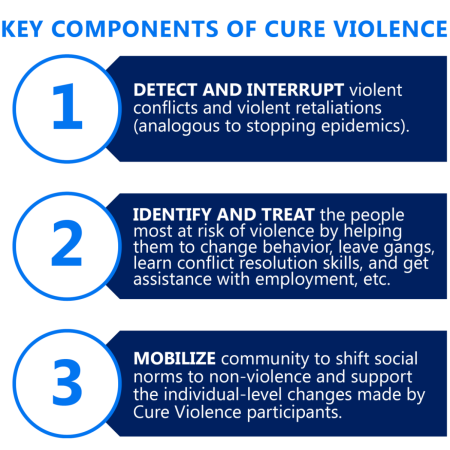 KEY COMPONENTS OF CURE VIOLENCE
1
DETECT AND INTERRUPT violent
conflicts and violent retaliations
(analogous to stopping epidemics).
2
IDENTIFY AND TREAT the people
most at risk of violence by helping
them to change behavior, leave gangs,
learn conflict resolution skills, and get
assistance with employment, etc.
3
MOBILIZE community to shift social
norms to non-violence and support
the individual-level changes made by
Cure Violence participants.